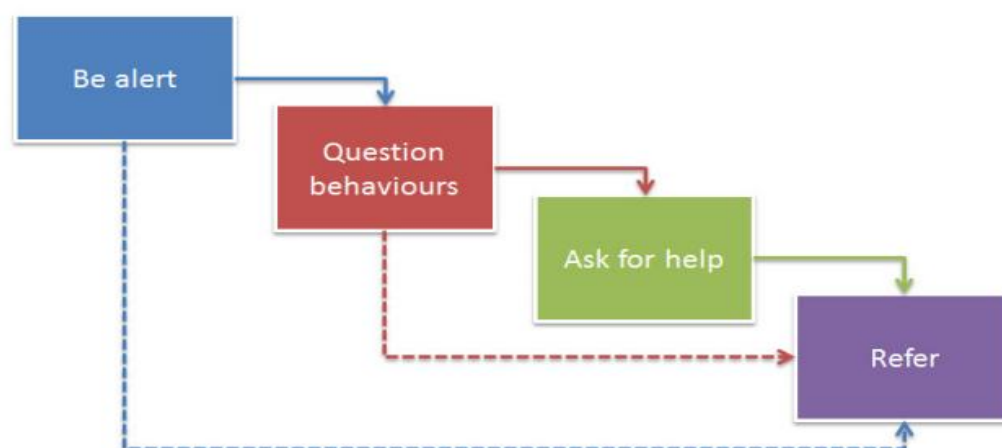 Be alert
Question
behaviours
Ask for help
Refer